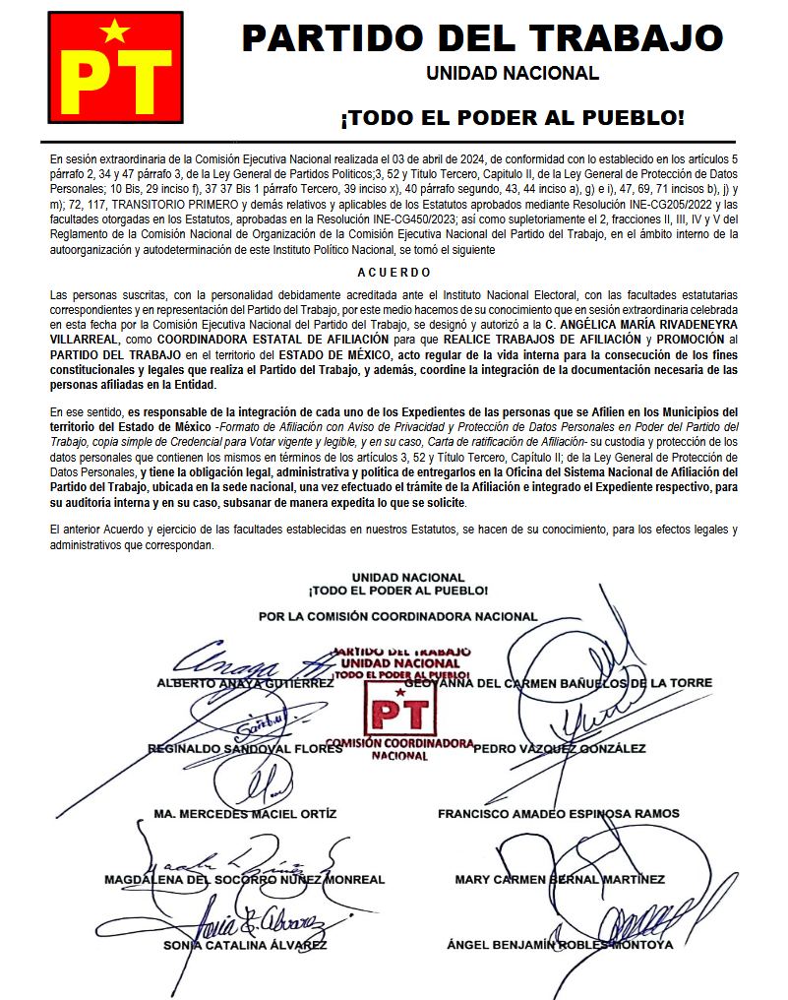 PT
PARTIDO DEL TRABAJO
UNIDAD NACIONAL
¡TODO EL PODER AL PUEBLO!
En sesión extraordinaria de la Comisión Ejecutiva Nacional realizada el 03 de abril de 2024, de conformidad con lo establecido en los artículos 5
párrafo 2, 34 y 47 párrafo 3, de la Ley General de Partidos Politicos;3, 52 y Titulo Tercero, Capitulo II, de la Ley General de Protección de Datos
Personales; 10 Bis, 29 inciso f), 37 37 Bis 1 párrafo Tercero, 39 inciso x), 40 párrafo segundo, 43, 44 inciso a), g) e i), 47, 69, 71 incisos b), j) y
m); 72, 117, TRANSITORIO PRIMERO y demás relativos y aplicables de los Estatutos aprobados mediante Resolución INE-CG205/2022 y las
facultades otorgadas en los Estatutos, aprobadas en la Resolución INE-CG450/2023; así como supletoriamente el 2, fracciones II, III, IV y V del
Reglamento de la Comisión Nacional de Organización de la Comisión Ejecutiva Nacional del Partido del Trabajo, en el ámbito interno de la
autoorganización y autodeterminación de este Instituto Político Nacional, se tomó el siguiente
A C U E R D O
Las personas suscritas, con la personalidad debidamente acreditada ante el Instituto Nacional Electoral, con las facultades estatutarias
correspondientes y en representación del Partido del Trabajo, por este medio hacemos de su conocimiento que en sesión extraordinaria celebrada
en esta fecha por la Comisión Ejecutiva Nacional del Partido del Trabajo, se designó y autorizó a la C. ANGÉLICA MARÍA RIVADENEYRA
VILLARREAL, como COORDINADORA ESTATAL DE AFILIACIÓN para que REALICE TRABAJOS DE AFILIACIÓN y PROMOCIÓN al
PARTIDO DEL TRABAJO en el territorio del ESTADO DE MÉXICO, acto regular de la vida interna para la consecución de los fines
constitucionales y legales que realiza el Partido del Trabajo, y además, coordine la integración de la documentación necesaria de las
personas afiliadas en la Entidad.
En ese sentido, es responsable de la integración de cada uno de los Expedientes de las personas que se Afilien en los Municipios del
territorio del Estado de México -Formato de Afiliación con Aviso de Privacidad y Protección de Datos Personales en Poder del Partido del
Trabajo, copia simple de Credencial para Votar vigente y legible, y en su caso, Carta de ratificación de Afiliación- su custodia y protección de los
datos personales que contienen los mismos en términos de los artículos 3, 52 y Título Tercero, Capítulo II; de la Ley General de Protección de
Datos Personales, y tiene la obligación legal, administrativa y política de entregarlos en la Oficina del Sistema Nacional de Afiliación del
Partido del Trabajo, ubicada en la sede nacional, una vez efectuado el trámite de la Afiliación e integrado el Expediente respectivo, para
su auditoría interna y en su caso, subsanar de manera expedita lo que se solicite.
El anterior Acuerdo y ejercicio de las facultades establecidas en nuestros Estatutos, se hacen de su conocimiento, para los efectos legales y
administrativos que correspondan.
UNIDAD NACIONAL
¡TODO EL PODER AL PUEBLO!
POR LA COMISIÓN COORDINADORA NACIONAL
PARTIDO DEL TRABAJO
UNIDAD NACIONAL
¡TODO EL PODER AL PUEBLO!
ALBERTO ANAYA GUTIÉRREZ GEOVANNA DEL CARMEN BAÑUELOS DE LA TORRE
PT
COMISIÓN COORDINADORA
NACIONAL
REGINALDO SANDOVAL FLORES PEDRO VÁZQUEZ GONZÁLEZ
MA. MERCEDES MACIEL ORTÍZ FRANCISCO AMADEO ESPINOSA RAMOS
MAGDALENA DEL SOCORRO NÚÑEZ MONREAL MARY CARMEN BERNAL MARTÍNEZ
Sonia C. Alvarez
SONIA CATALINA ÁLVAREZ ÁNGEL BENJAMÍN ROBLES MONTOYA